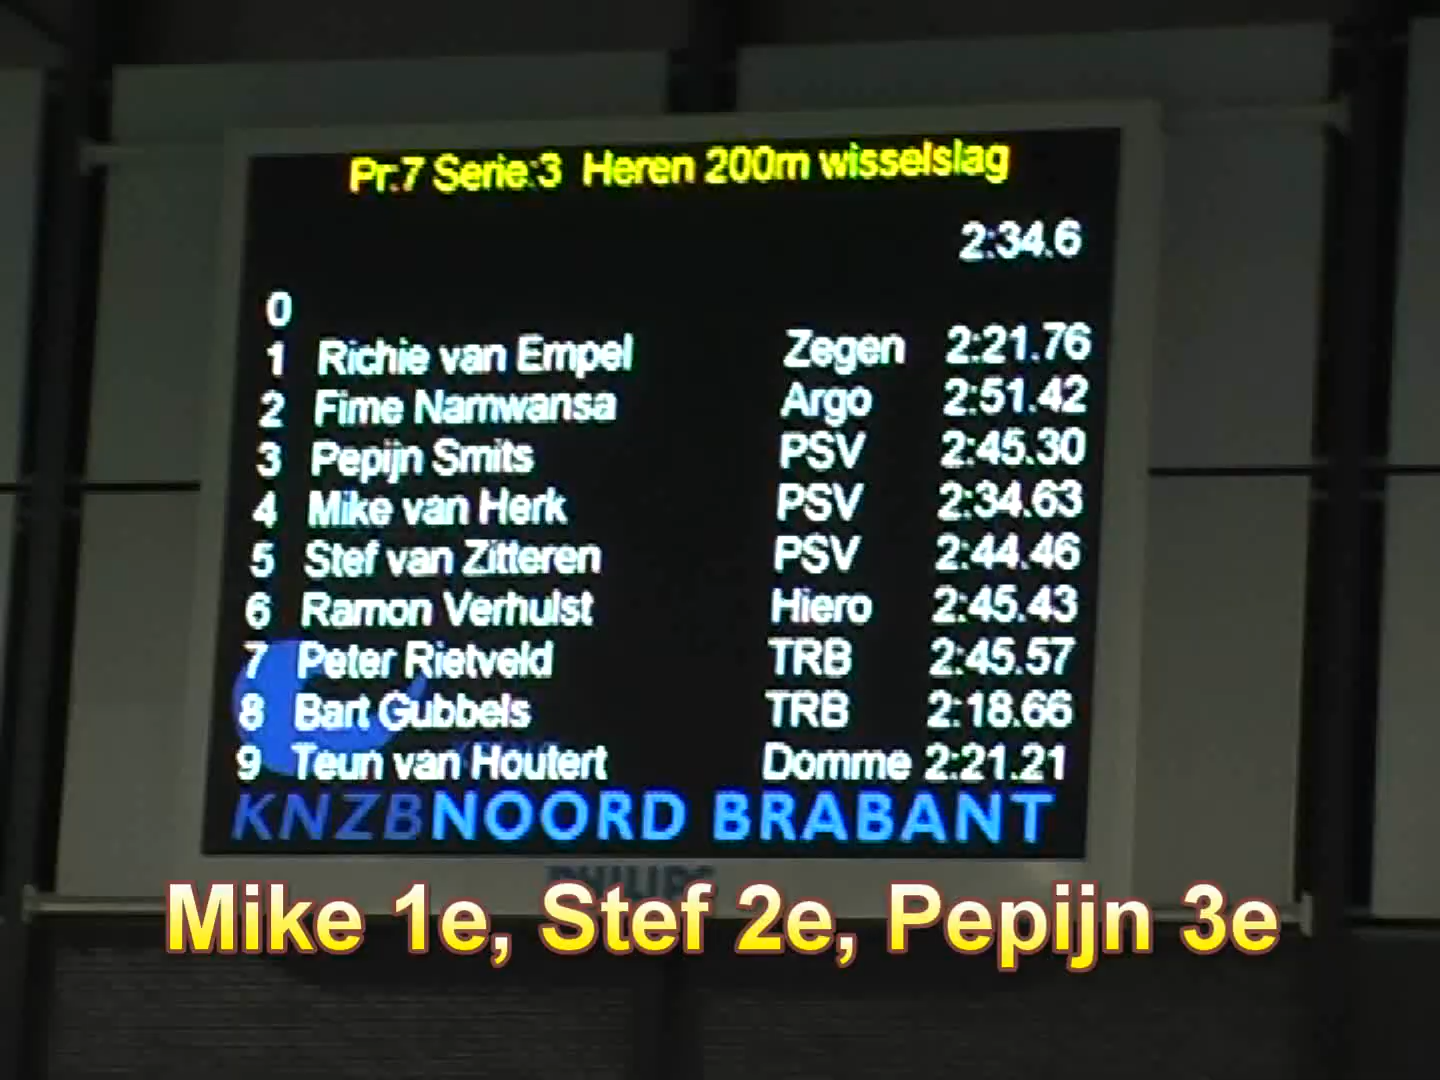 Pr.7 Serie:3 Heren 200m wisselslag
2:34.6
0
1 Richie van Empel Zegen 2:21.76
2 Fime Namwansa Argo 2:51.42
3 Pepijn Smits PSV 2:45.30
4 Mike van Herk PSV 2:34.63
5 Stef van Zitteren PSV 2:44.46
6 Ramon Verhulst Hiero 2:45.43
7 Peter Rietveld TRB 2:45.57
8 Bart Gubbels TRB 2:18.66
9 Teun van Houtert Domme 2:21.21
KNZB NOORD BRABANT
PHILIPS
Mike 1e, Stef 2e, Pepijn 3e